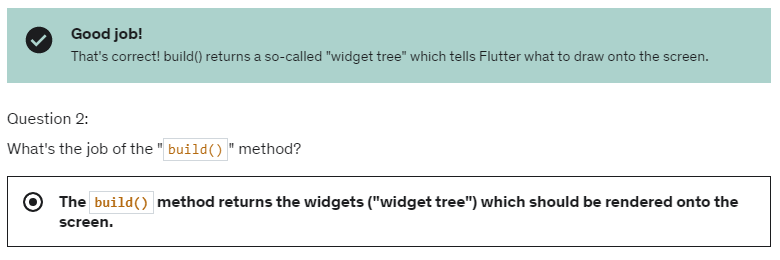 Good job!
That's correct! build() returns a so-called "widget tree" which tells Flutter what to draw onto the screen.
Question 2:
What's the job of the "build()" method?
The build() method returns the widgets ("widget tree") which should be rendered onto the
screen.